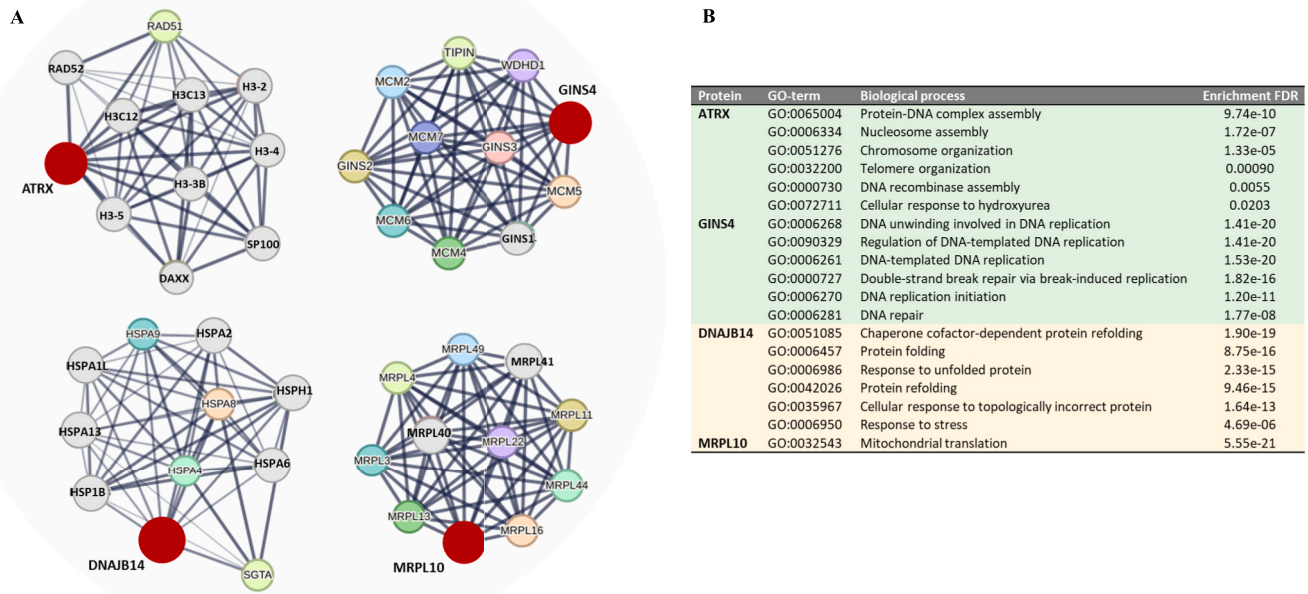 A
RAD51
RAD52
H3-2
H3C13
H3C12
H3-4
ATRX
H3-3B
H3-5
SP100
DAXX
TIPIN
WDHD1
MCM2
GINS4
MCM7
GINS3
GINS2
MCM5
MCM6
GINS1
MCM4
HSPA9
HSPA2
HSPA1L
HSPH1
HSPA8
HSPA13
HSPA4
HSPA6
HSP1B
DNAJB14
SGTA
MRPL49
MRPL41
MRPL4
MRPL11
MRPL40
MRPL22
MRPL3
MRPL44
MRPL13
MRPL16
MRPL10
B
Protein GO-term Biological process Enrichment FDR
ATRX GO:0065004 Protein-DNA complex assembly 9.74e-10
GO:0006334 Nucleosome assembly 1.72e-07
GO:0051276 Chromosome organization 1.33e-05
GO:0032200 Telomere organization 0.00090
GO:0000730 DNA recombinase assembly 0.0055
GO:0072711 Cellular response to hydroxyurea 0.0203
GINS4 GO:0006268 DNA unwinding involved in DNA replication 1.41e-20
GO:0090329 Regulation of DNA-templated DNA replication 1.41e-20
GO:0006261 DNA-templated DNA replication 1.53e-20
GO:0000727 Double-strand break repair via break-induced replication 1.82e-16
GO:0006270 DNA replication initiation 1.20e-11
GO:0006281 DNA repair 1.77e-08
DNAJB14 GO:0051085 Chaperone cofactor-dependent protein refolding 1.90e-19
GO:0006457 Protein folding 8.75e-16
GO:0006986 Response to unfolded protein 2.33e-15
GO:0042026 Protein refolding 9.46e-15
GO:0035967 Cellular response to topologically incorrect protein 1.64e-13
GO:0006950 Response to stress 4.69e-06
MRPL10 GO:0032543 Mitochondrial translation 5.55e-21